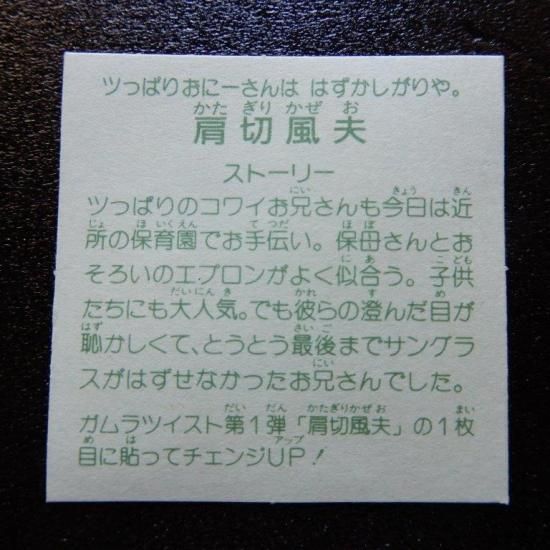 ツっぱりおにーさんは はずかしがりや。
かた ぎり かぜ お
肩切風夫
ストーリー
ツっぱりのコワイお兄さんも今日は近
所の保育園でお手伝い。保母さんとお
そろいのエプロンがよく似合う。子供
たちにも大人気。でも彼らの澄んだ目が
恥かしくて、とうとう最後までサングラ
スがはずせなかったお兄さんでした。
ガムラツイスト第1弾「肩切風夫」の1枚
目に貼ってチェンジUP!